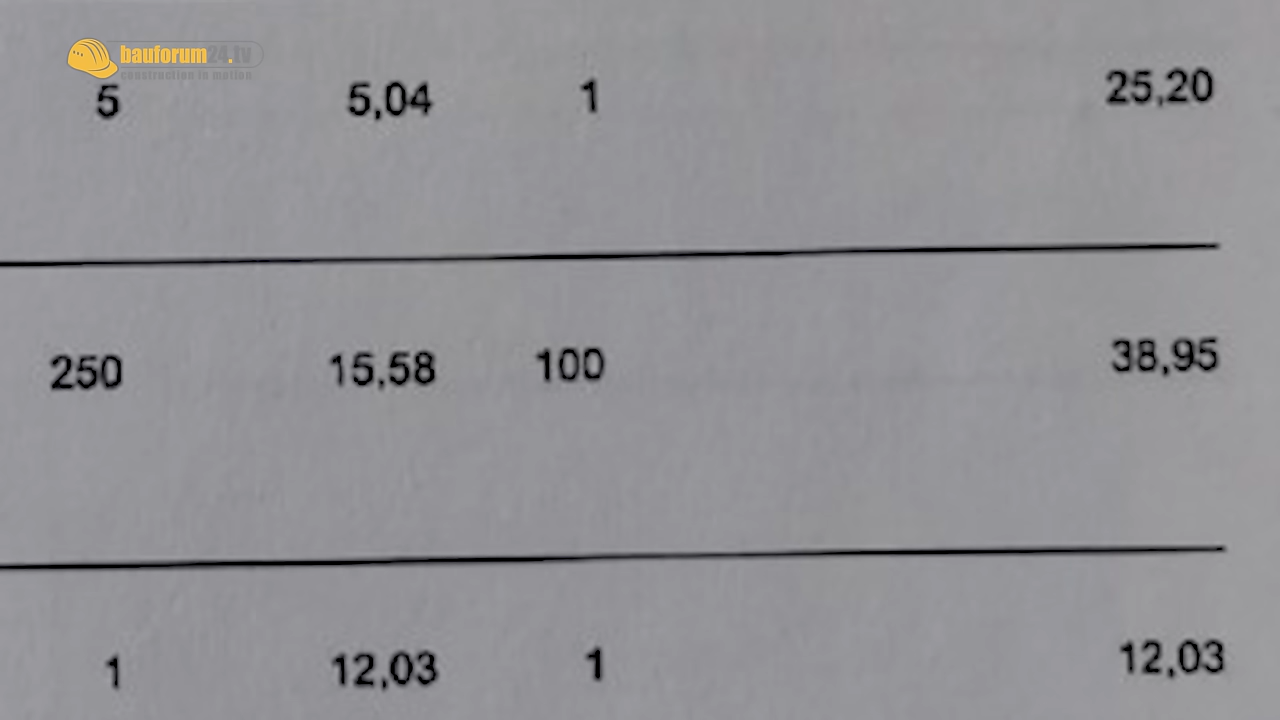 bauforum24.tv
construction in motion
5 5,04 1 25,20
250 15,58 100 38,95
1 12,03 1 12,03